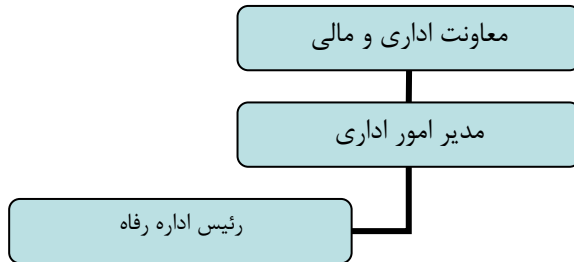 معاونت اداری و مالی
مدیر امور اداری
رئیس اداره رفاه